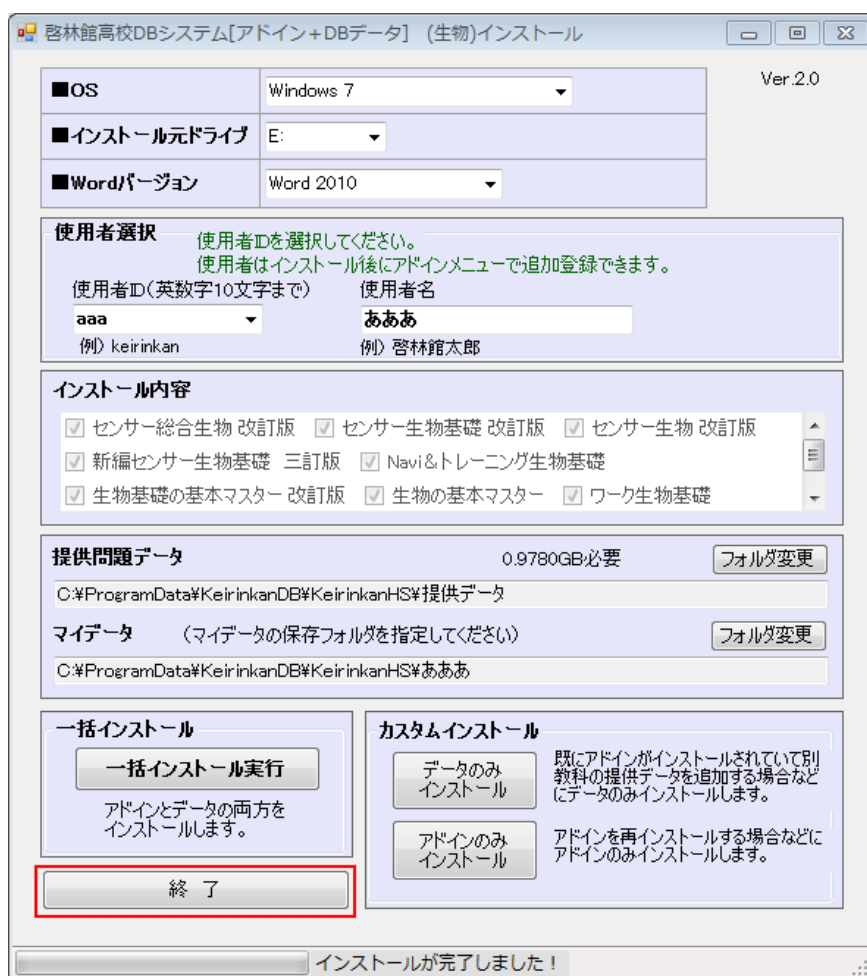 啓林館高校DBシステム[アドイン+DBデータ] (生物)インストール
Ver.2.0
■OS
Windows 7
■インストール元ドライブ
E:
■Wordバージョン
Word 2010
使用者選択
使用者IDを選択してください。
使用者はインストール後にアドインメニューで追加登録できます。
使用者ID(英数字10文字まで) 使用者名
aaa あああ
例) keirinkan 例) 啓林館太郎
インストール内容
センサー総合生物 改訂版 センサー生物基礎 改訂版 センサー生物 改訂版
新編センサー生物基礎 三訂版 Navi&トレーニング生物基礎
生物基礎の基本マスター 改訂版 生物の基本マスター ワーク生物基礎
提供問題データ 0.9780GB必要 フォルダ変更
C:¥ProgramData¥KeirinkanDB¥KeirinkanHS¥提供データ
マイデータ (マイデータの保存フォルダを指定してください) フォルダ変更
C:¥ProgramData¥KeirinkanDB¥KeirinkanHS¥あああ
一括インストール
一括インストール実行
アドインとデータの両方を
インストールします。
終 了
カスタムインストール
データのみ
インストール
既にアドインがインストールされていて別
教科の提供データを追加する場合など
にデータのみインストールします。
アドインのみ
インストール
アドインを再インストールする場合などに
アドインのみインストールします。
インストールが完了しました！